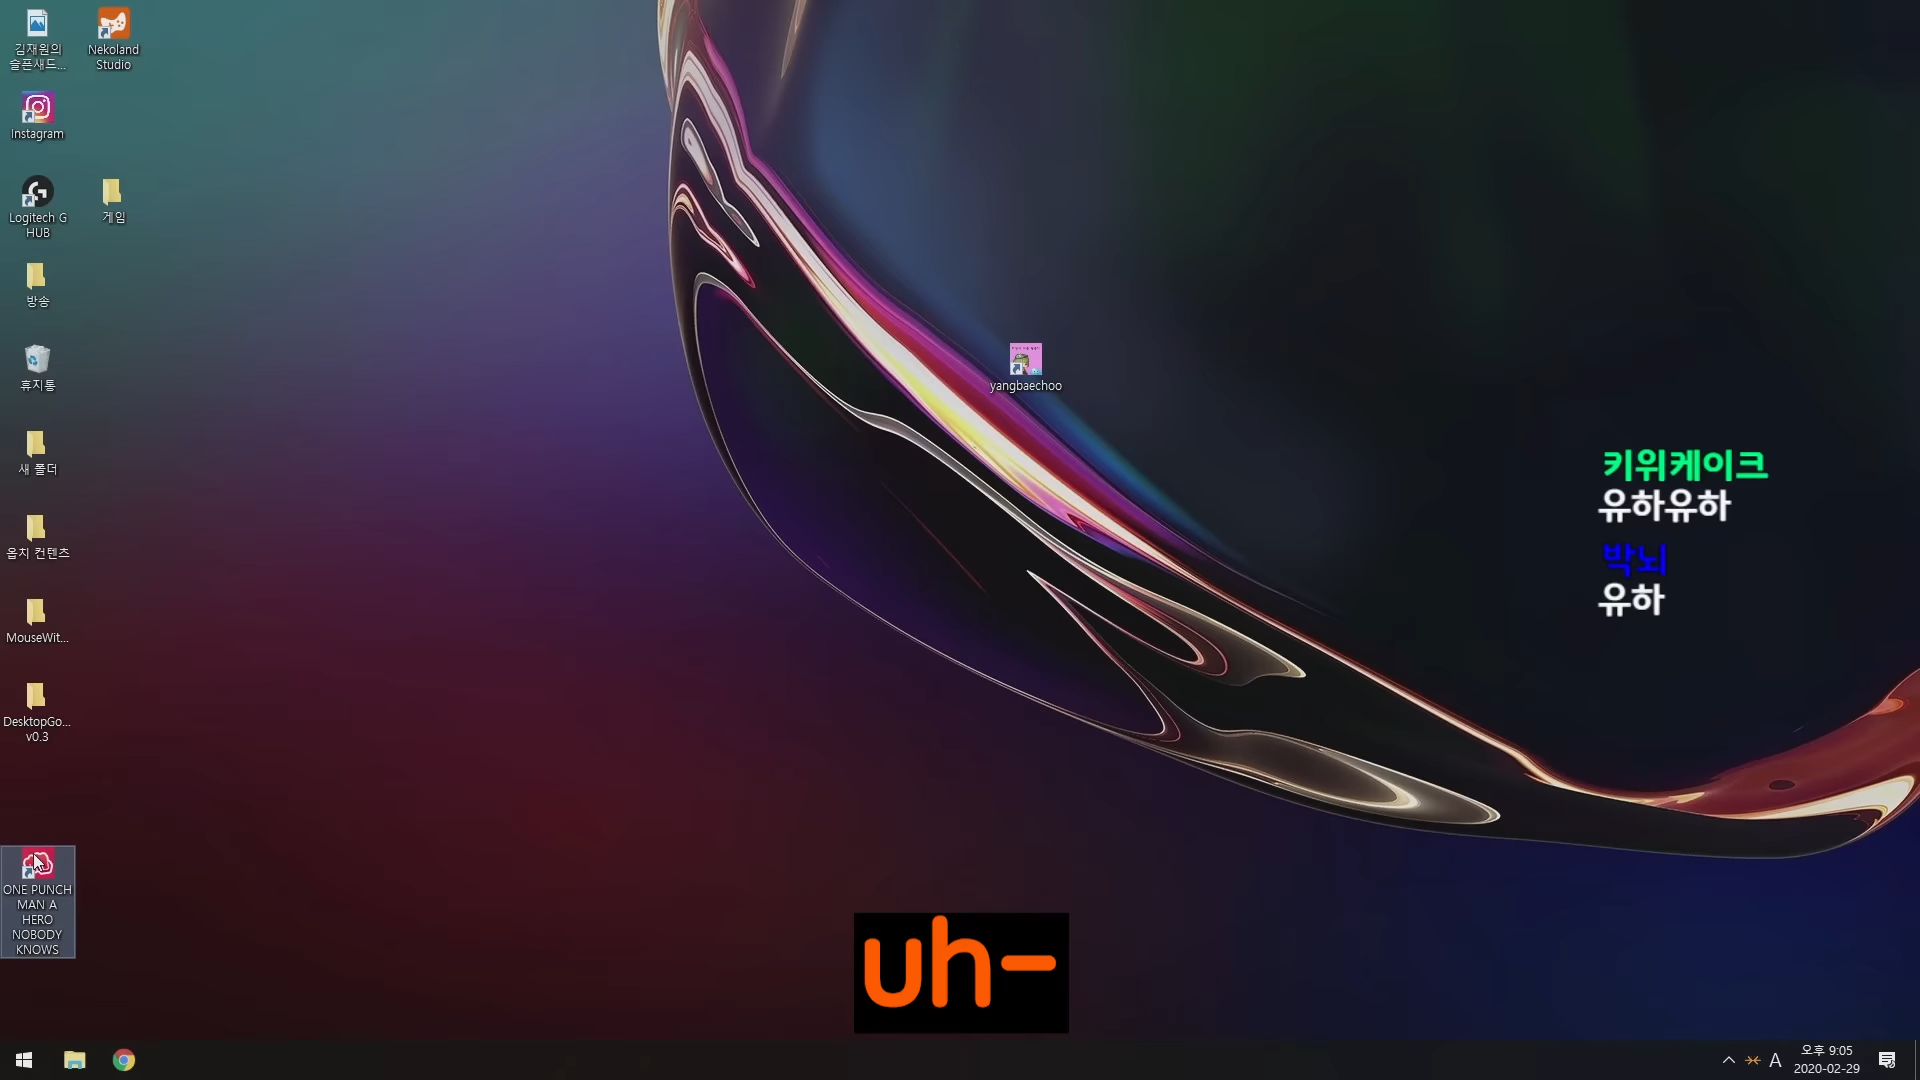 김재원의
슬픈새드...
Nekoland
Studio
Instagram
Logitech G
HUB
게임
방송
휴지통
새 폴더
옵치 컨텐츠
MouseWit...
DesktopGo...
v0.3
ONE PUNCH
MAN A
HERO
NOBODY
KNOWS
yangbaechoo
키위케이크
유하유하
박뇌
유하
uh-
A
오후 9:05
2020-02-29